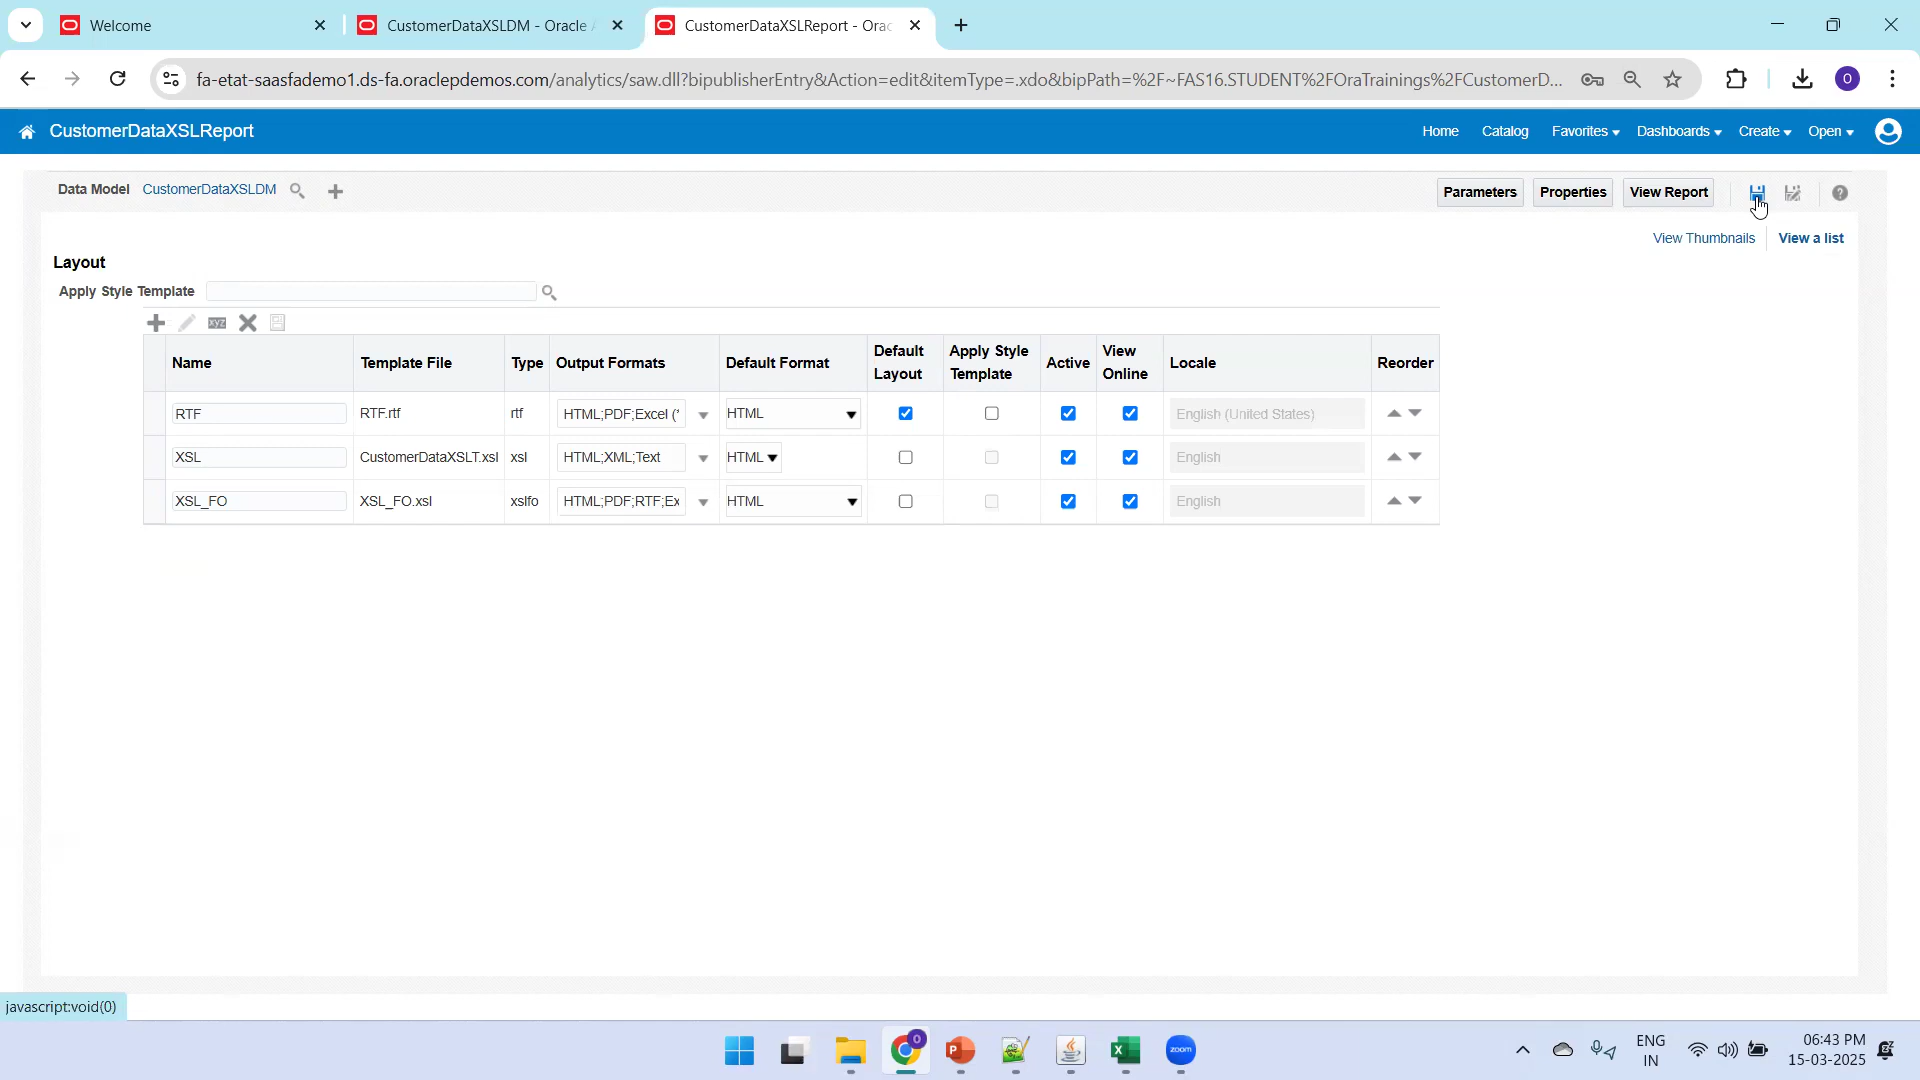 Welcome
CustomerDataXSLDM - Oracle
CustomerDataXSLReport - Orac
fa-etat-saasfademo1.ds-fa.oraclepdemos.com/analytics/saw.dll?bipublisherEntry&Action=edit&itemType=.xdo&bipPath=%2F~FAS16.STUDENT%2FOraTrainings%2FCustomerD...
O
CustomerDataXSLReport
Home Catalog Favorites Dashboards Create Open
Data Model CustomerDataXSLDM
Parameters Properties View Report
View Thumbnails View a list
Layout
Apply Style Template
xyz
Name Template File Type Output Formats Default Format Default Layout Apply Style Template Active View Online Locale Reorder
RTF RTF.rtf rtf HTML;PDF;Excel (* HTML English (United States)
XSL CustomerDataXSLT.xsl xsl HTML;XML;Text HTML English
XSL_FO XSL_FO.xsl xslfo HTML;PDF;RTF;Ex HTML English
javascript:void(0)
zoom
ENG
IN
06:43 PM
15-03-2025